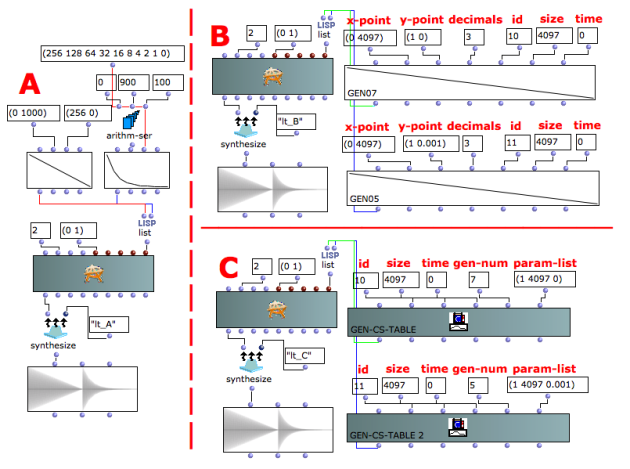 A
(256 128 64 32 16 8 4 2 1 0)
0 900 100
(0 1000) (256 0)
arithm-ser
LISP
list
2 (0 1)
synthesize
"lt_A"
B
2 (0 1)
LISP
list
x-point y-point decimals id size time
(0 4097) (1 0) 3 10 4097 0
GEN07
"lt_B"
synthesize
x-point y-point decimals id size time
(0 4097) (1 0.001) 3 11 4097 0
GEN05
C
2 (0 1)
LISP
list
id size time gen-num param-list
10 4097 0 7 (1 4097 0)
GEN-CS-TABLE
"lt_C"
synthesize
id size time gen-num param-list
11 4097 0 5 (1 4097 0.001)
GEN-CS-TABLE 2